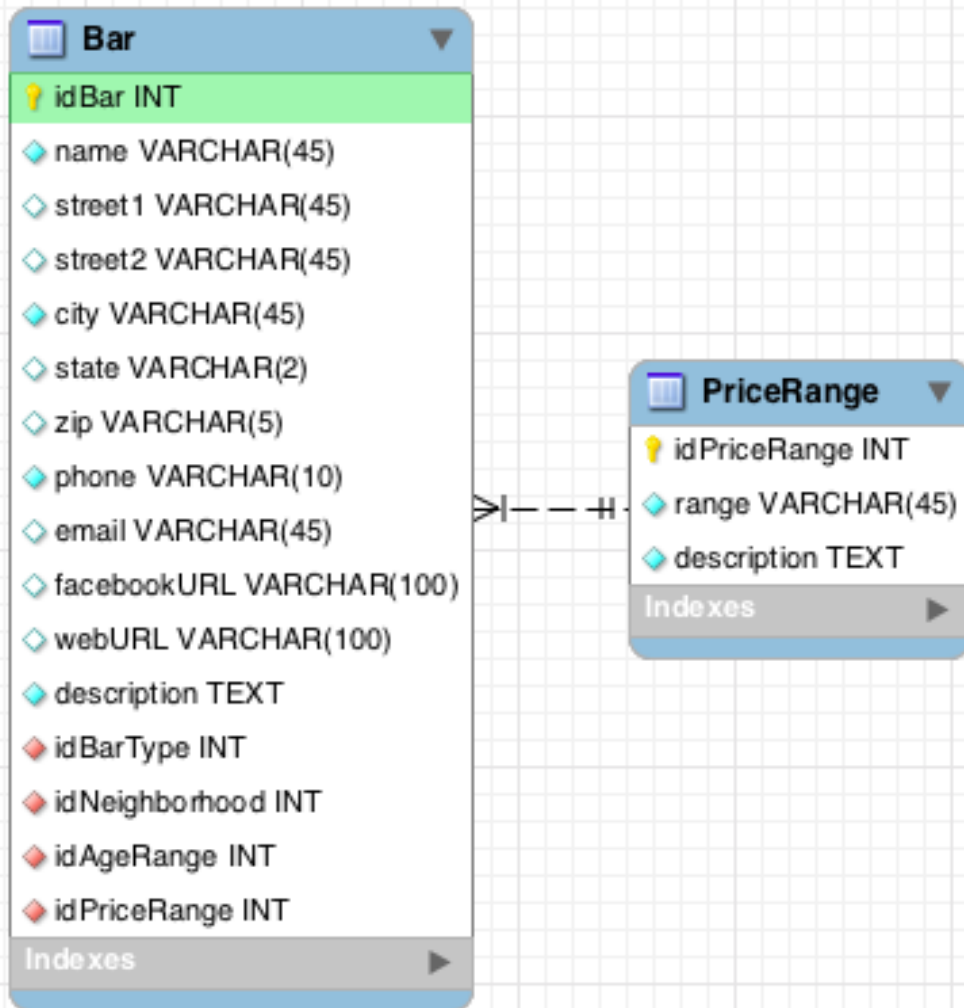 Bar
idBar INT
name VARCHAR(45)
street1 VARCHAR(45)
street2 VARCHAR(45)
city VARCHAR(45)
state VARCHAR(2)
zip VARCHAR(5)
phone VARCHAR(10)
email VARCHAR(45)
facebookURL VARCHAR(100)
webURL VARCHAR(100)
description TEXT
idBarType INT
idNeighborhood INT
idAgeRange INT
idPriceRange INT
Indexes
PriceRange
idPriceRange INT
range VARCHAR(45)
description TEXT
Indexes